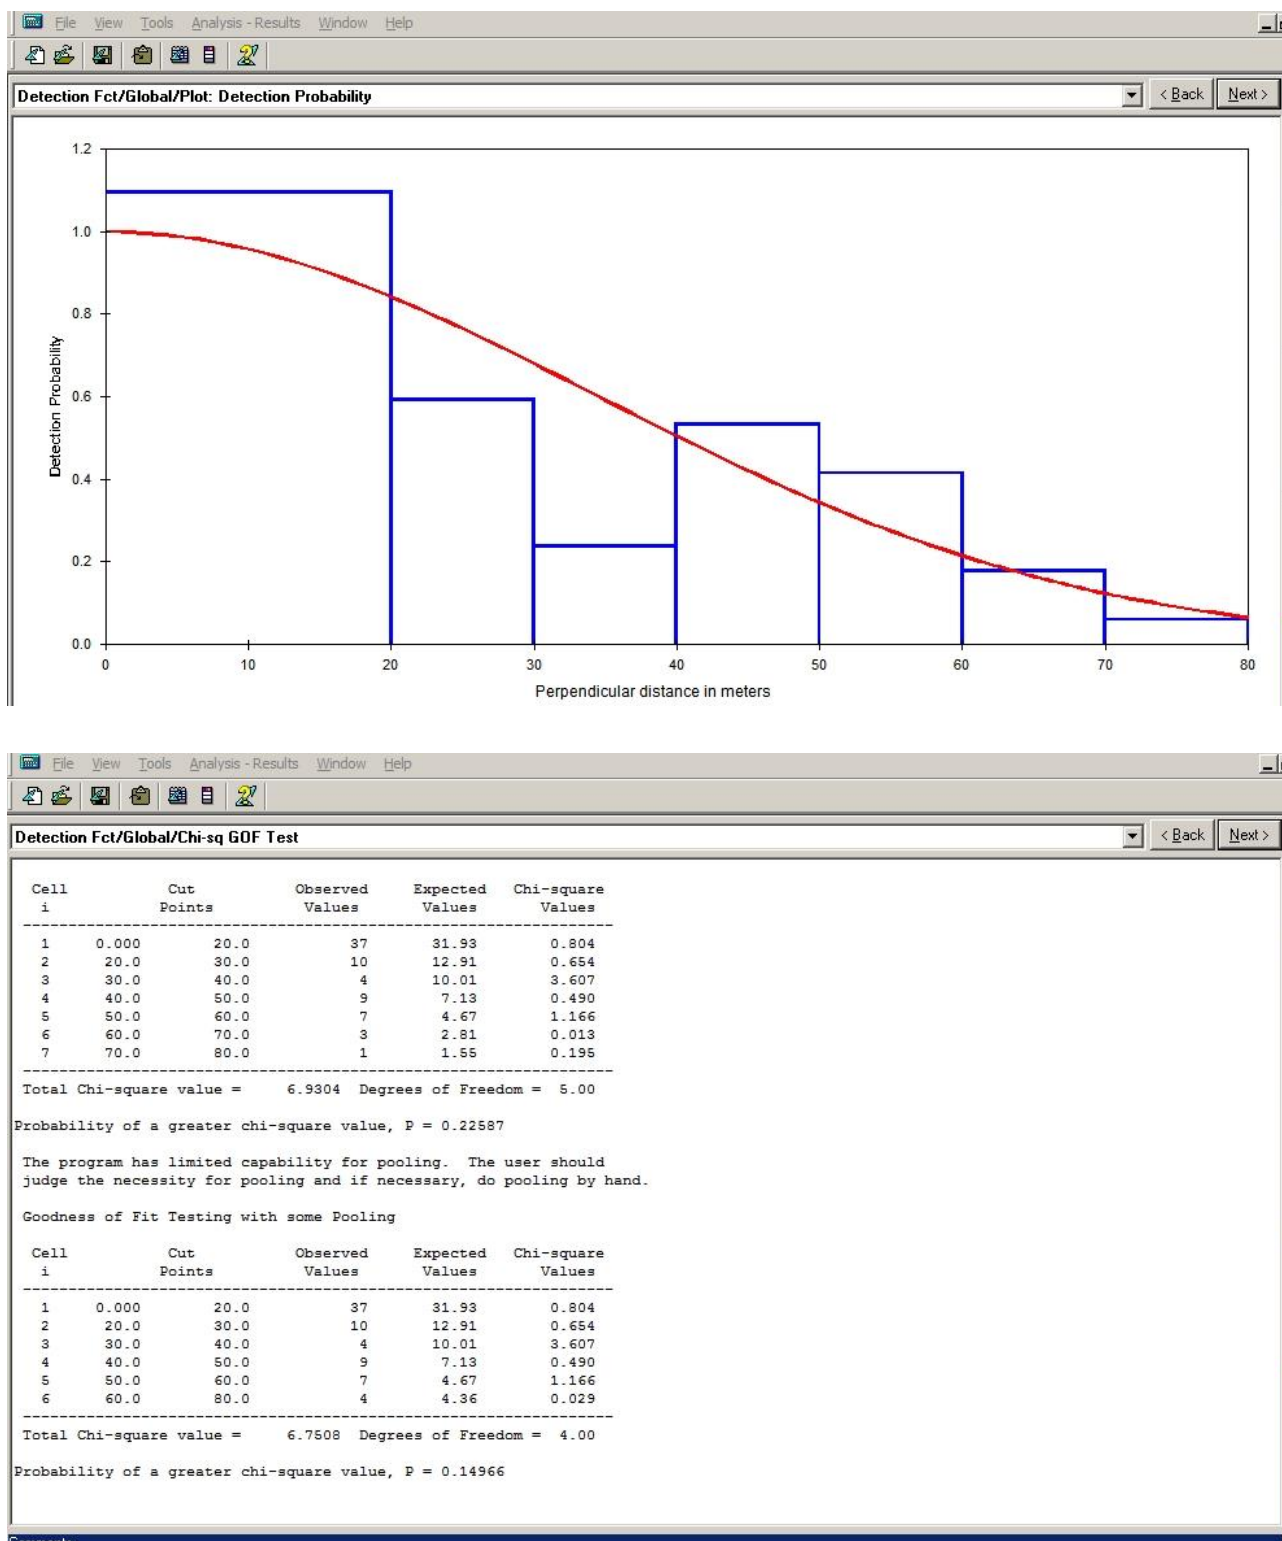 File View Tools Analysis - Results Window Help
Detection Fct/Global/Plot: Detection Probability
< Back Next >
1.2
1.0
0.8
0.6
0.4
0.2
0.0
Detection Probability
0 10 20 30 40 50 60 70 80
Perpendicular distance in meters
File View Tools Analysis - Results Window Help
Detection Fct/Global/Chi-sq GOF Test
< Back Next >
Cell Cut Observed Expected Chi-square
i Points Values Values Values
1 0.000 20.0 37 31.93 0.804
2 20.0 30.0 10 12.91 0.654
3 30.0 40.0 4 10.01 3.607
4 40.0 50.0 9 7.13 0.490
5 50.0 60.0 7 4.67 1.166
6 60.0 70.0 3 2.81 0.013
7 70.0 80.0 1 1.55 0.195
Total Chi-square value = 6.9304 Degrees of Freedom = 5.00
Probability of a greater chi-square value, P = 0.22587
The program has limited capability for pooling. The user should
judge the necessity for pooling and if necessary, do pooling by hand.
Goodness of Fit Testing with some Pooling
Cell Cut Observed Expected Chi-square
i Points Values Values Values
1 0.000 20.0 37 31.93 0.804
2 20.0 30.0 10 12.91 0.654
3 30.0 40.0 4 10.01 3.607
4 40.0 50.0 9 7.13 0.490
5 50.0 60.0 7 4.67 1.166
6 60.0 80.0 4 4.36 0.029
Total Chi-square value = 6.7508 Degrees of Freedom = 4.00
Probability of a greater chi-square value, P = 0.14966